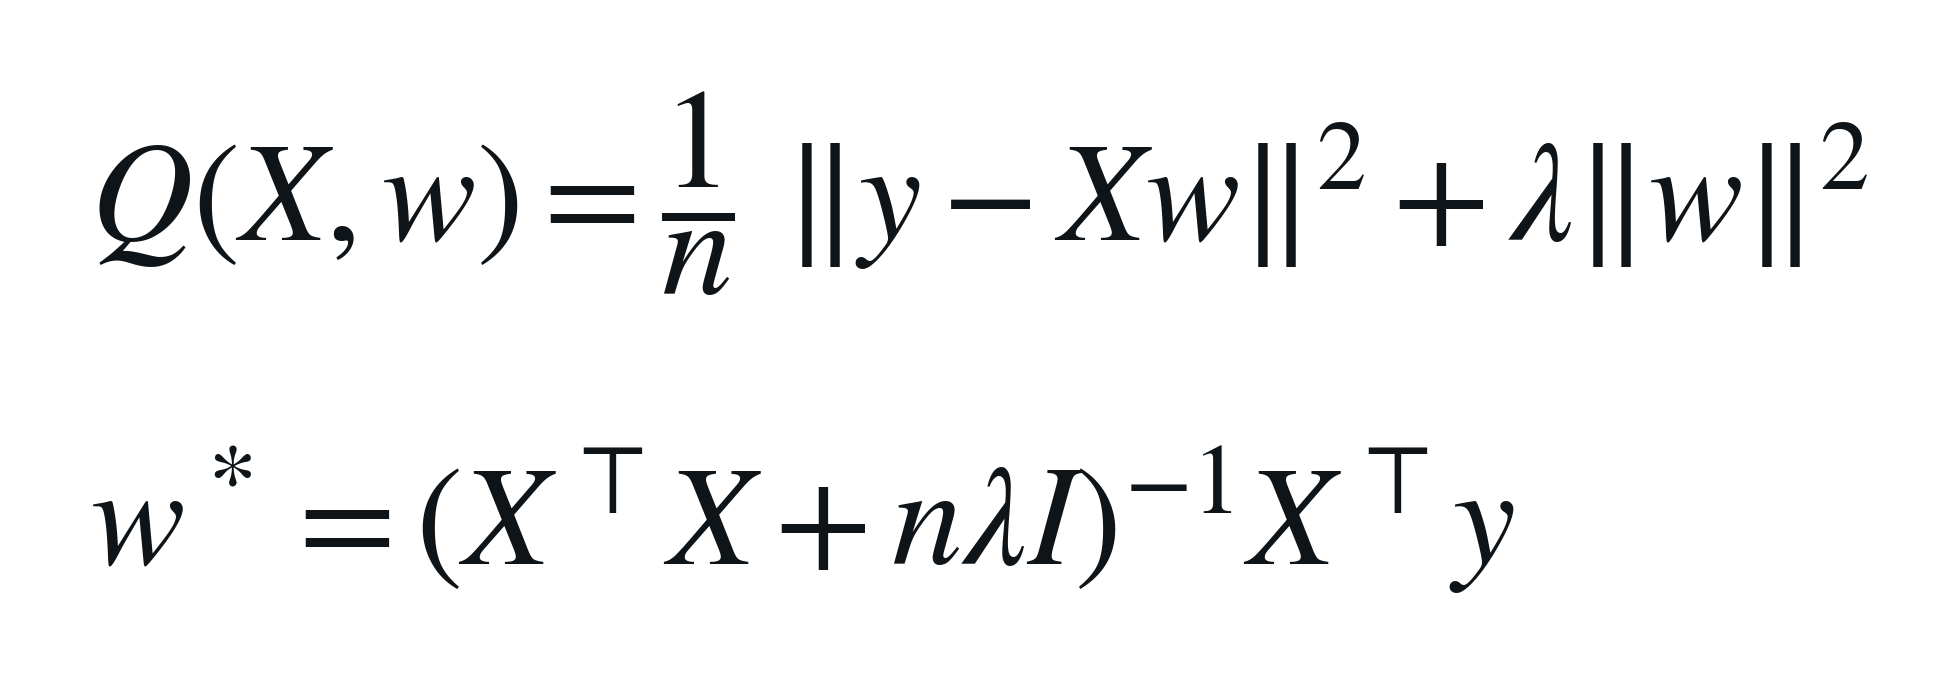 Q(X, w) = 1/n ‖y − Xw‖² + λ‖w‖²
w* = (X⊤X + nλI)⁻¹X⊤y